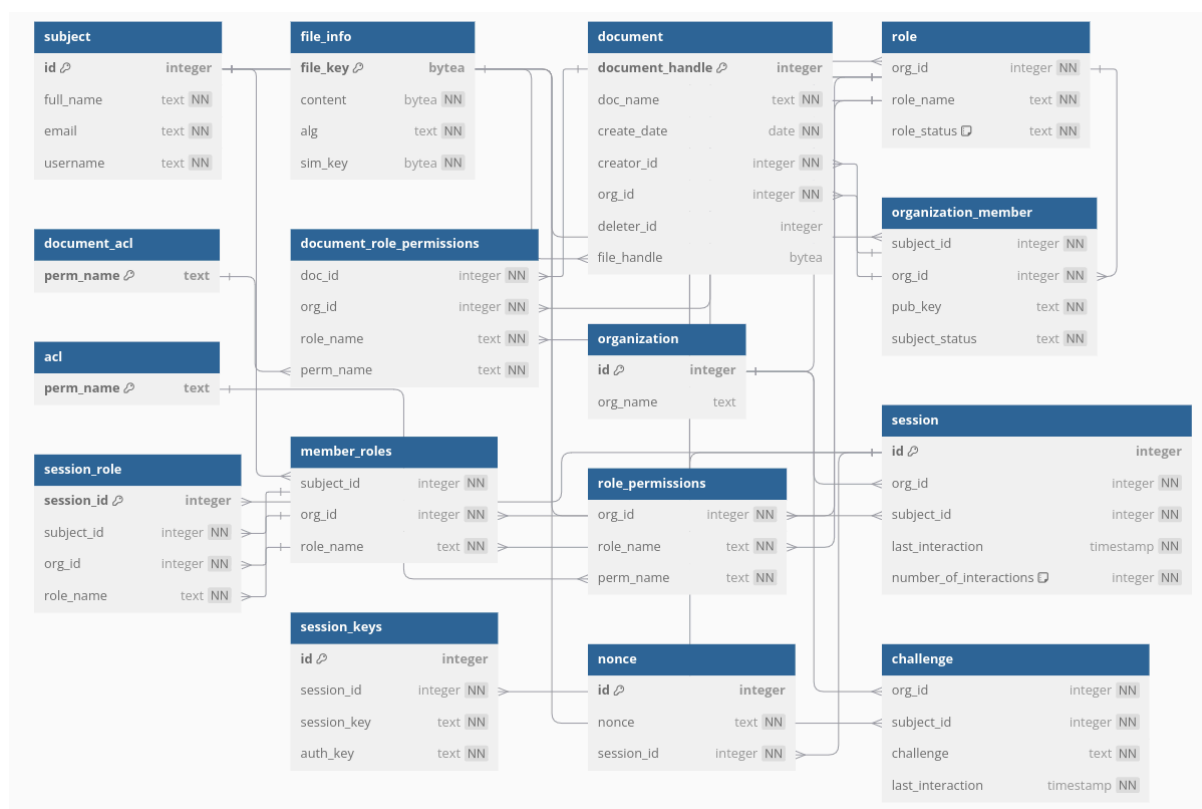 subject
id integer
full_name text NN
email text NN
username text NN
file_info
file_key bytea
content bytea NN
alg text NN
sim_key bytea NN
document
document_handle integer
doc_name text NN
create_date date NN
creator_id integer NN
org_id integer NN
deleter_id integer
file_handle bytea
role
org_id integer NN
role_name text NN
role_status text NN
document_acl
perm_name text
document_role_permissions
doc_id integer NN
org_id integer NN
role_name text NN
perm_name text NN
organization_member
subject_id integer NN
org_id integer NN
pub_key text NN
subject_status text NN
acl
perm_name text
organization
id integer
org_name text
session
id integer
org_id integer NN
subject_id integer NN
last_interaction timestamp NN
number_of_interactions integer NN
session_role
session_id integer
subject_id integer NN
org_id integer NN
role_name text NN
member_roles
subject_id integer NN
org_id integer NN
role_name text NN
role_permissions
org_id integer NN
role_name text NN
perm_name text NN
session_keys
id integer
session_id integer NN
session_key text NN
auth_key text NN
nonce
id integer
nonce text NN
session_id integer NN
challenge
org_id integer NN
subject_id integer NN
challenge text NN
last_interaction timestamp NN